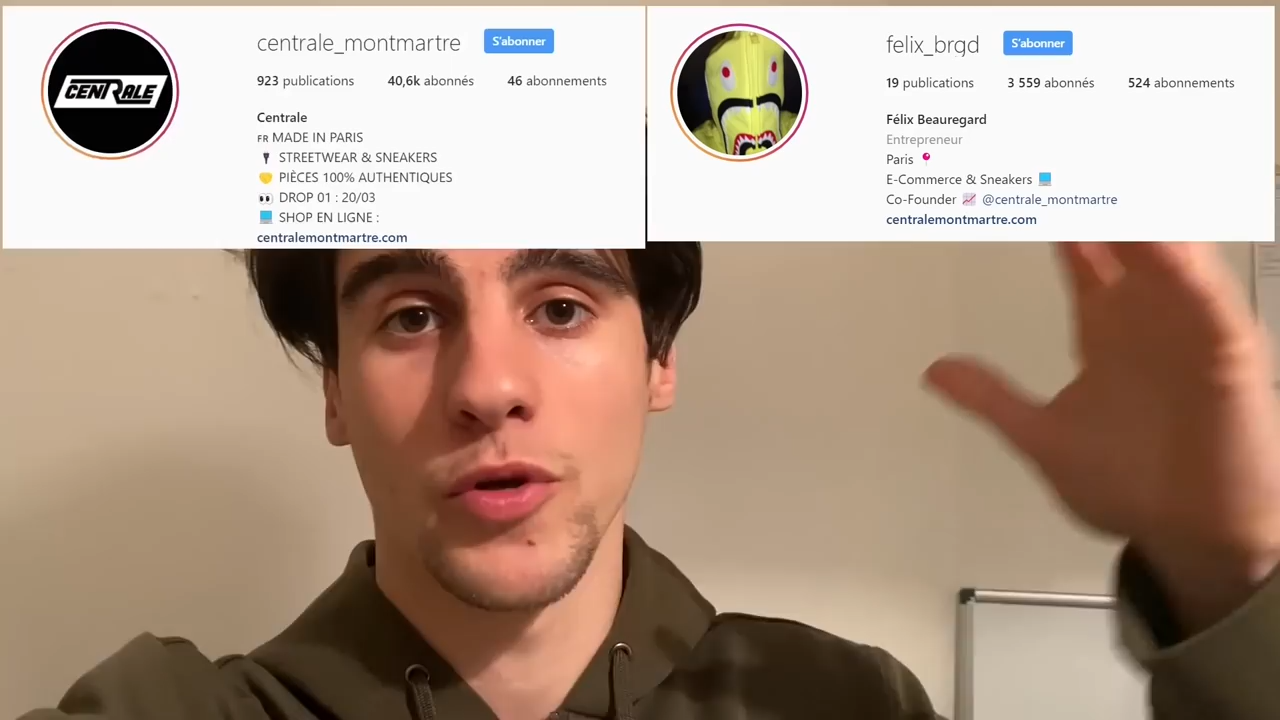 CENTRALE
centrale_montmartre S'abonner
923 publications 40,6k abonnés 46 abonnements
Centrale
FR MADE IN PARIS
STREETWEAR & SNEAKERS
PIÈCES 100% AUTHENTIQUES
DROP 01 : 20/03
SHOP EN LIGNE :
centralemontmartre.com
felix_brgd S'abonner
19 publications 3 559 abonnés 524 abonnements
Félix Beauregard
Entrepreneur
Paris
E-Commerce & Sneakers
Co-Founder @centrale_montmartre
centralemontmartre.com